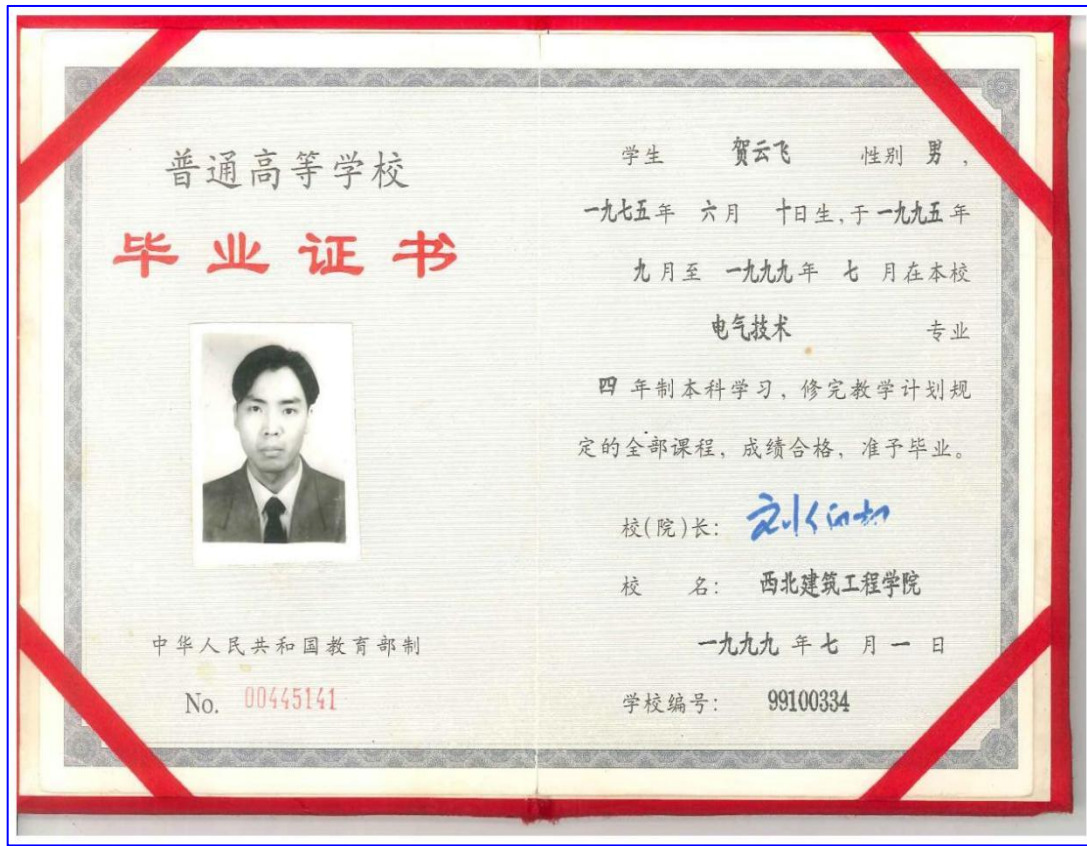 普通高等学校
毕业证书
中华人民共和国教育部制
No. 00445141
学生 贺云飞 性别 男,
一九七五年 六月 十日生,于一九九五年
九月至 一九九九年 七 月在本校
电气技术 专业
四 年制本科学习,修完教学计划规
定的全部课程,成绩合格,准予毕业。
校(院)长:
校 名: 西北建筑工程学院
一九九九 年七 月 一 日
学校编号: 99100334